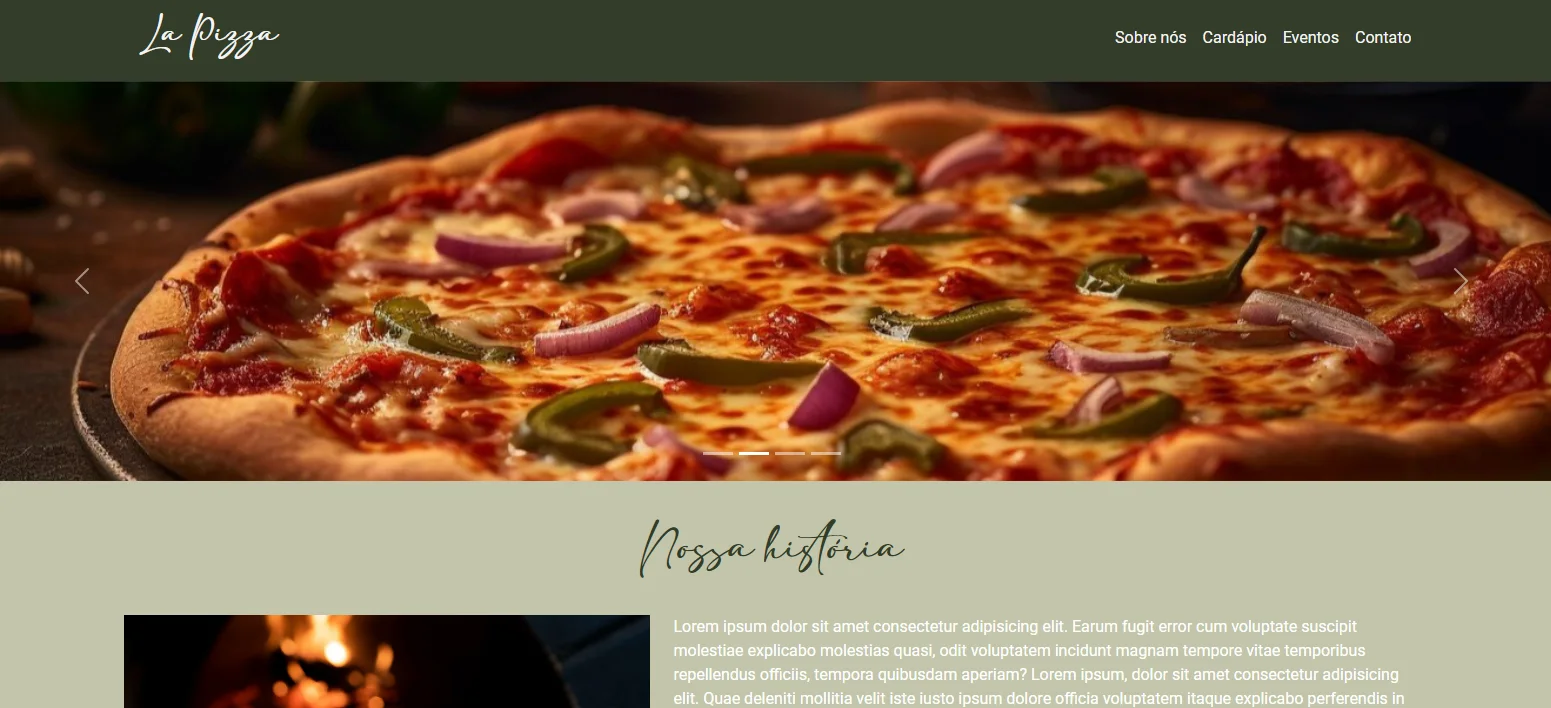 La Pizza
Sobre nós Cardápio Eventos Contato
Nossa história
Lorem ipsum dolor sit amet consectetur adipisicing elit. Earum fugit error cum voluptate suscipit
molestiae explicabo molestias quasi, odit voluptatem incidunt magnam tempore vitae temporibus
repellendus officiis, tempora quibusdam aperiam? Lorem ipsum, dolor sit amet consectetur adipisicing
elit. Quae deleniti mollitia velit iste iusto ipsum dolore officia voluptatem itaque explicabo perferendis in